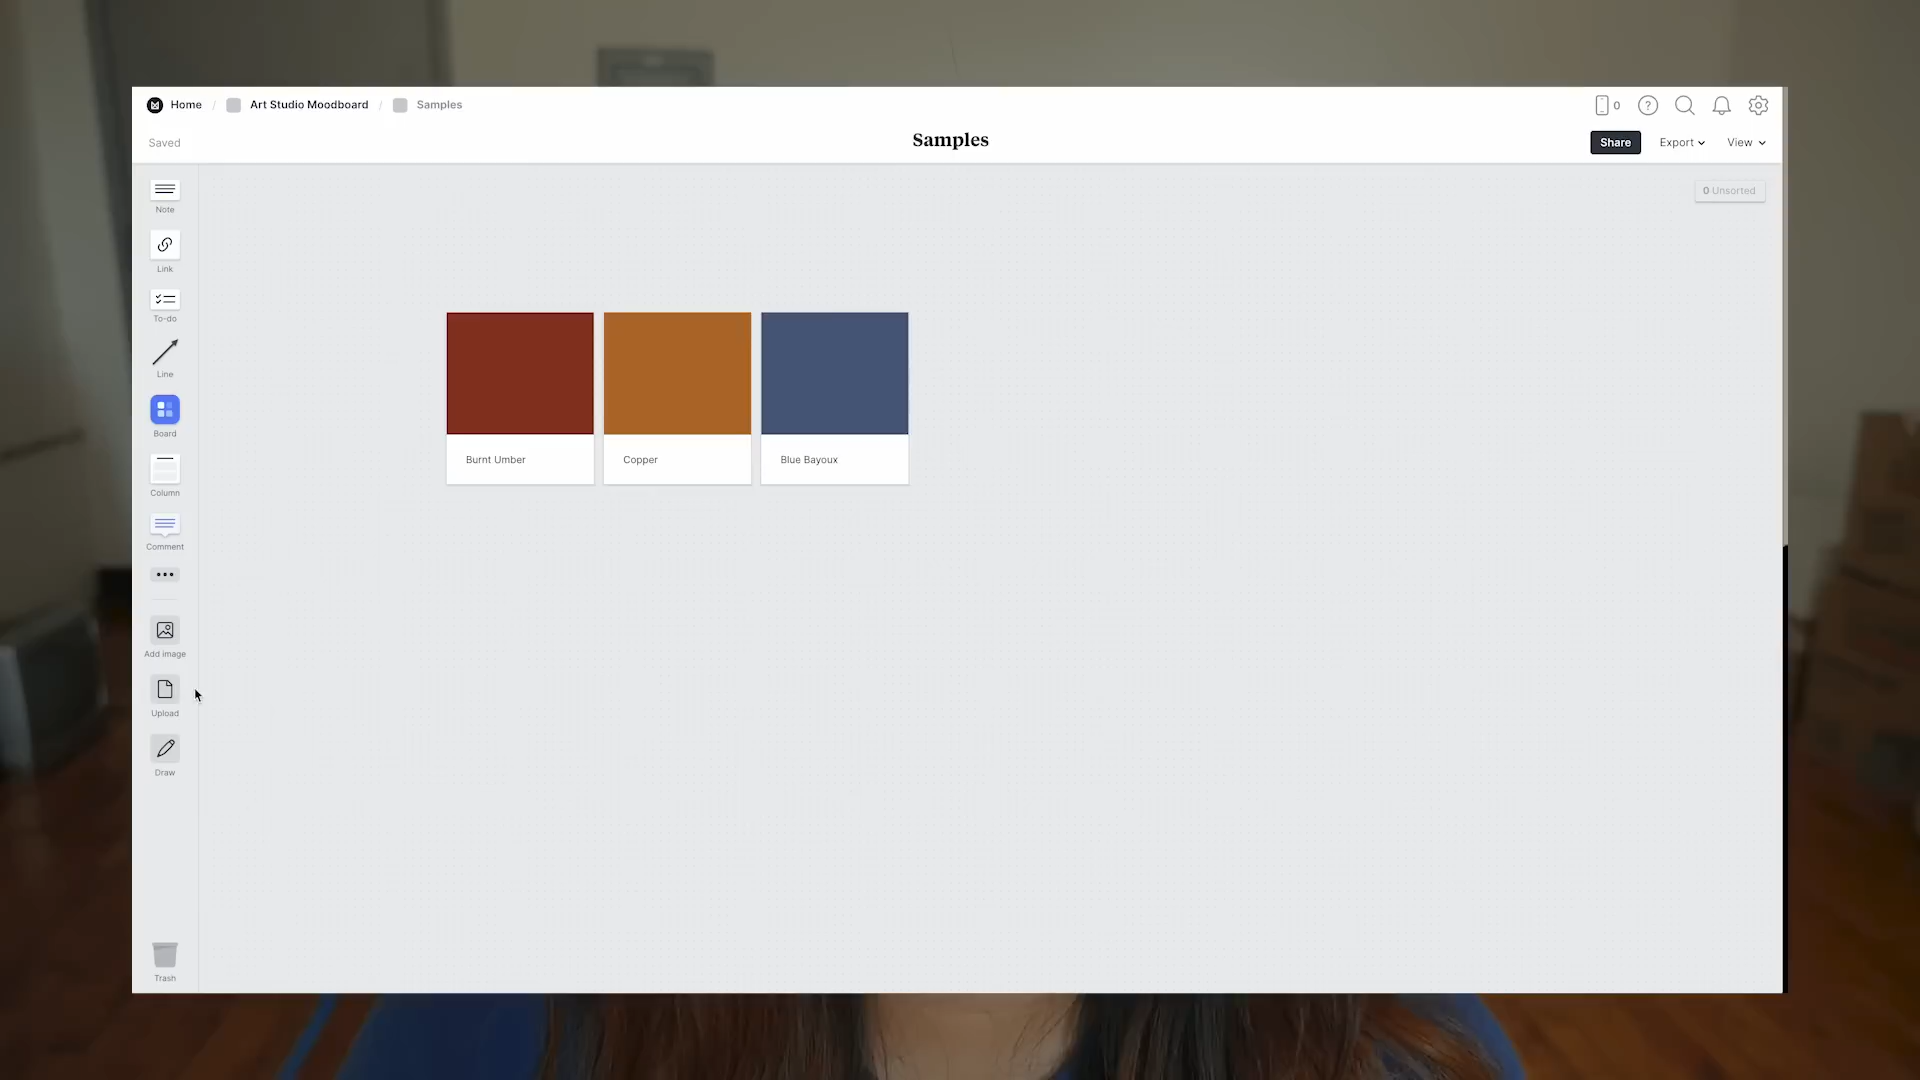 Home / Art Studio Moodboard / Samples
0
Saved
Samples
Share
Export
View
0 Unsorted
Note
Link
To-do
Line
Board
Column
Comment
Add image
Upload
Draw
Trash
Burnt Umber
Copper
Blue Bayoux